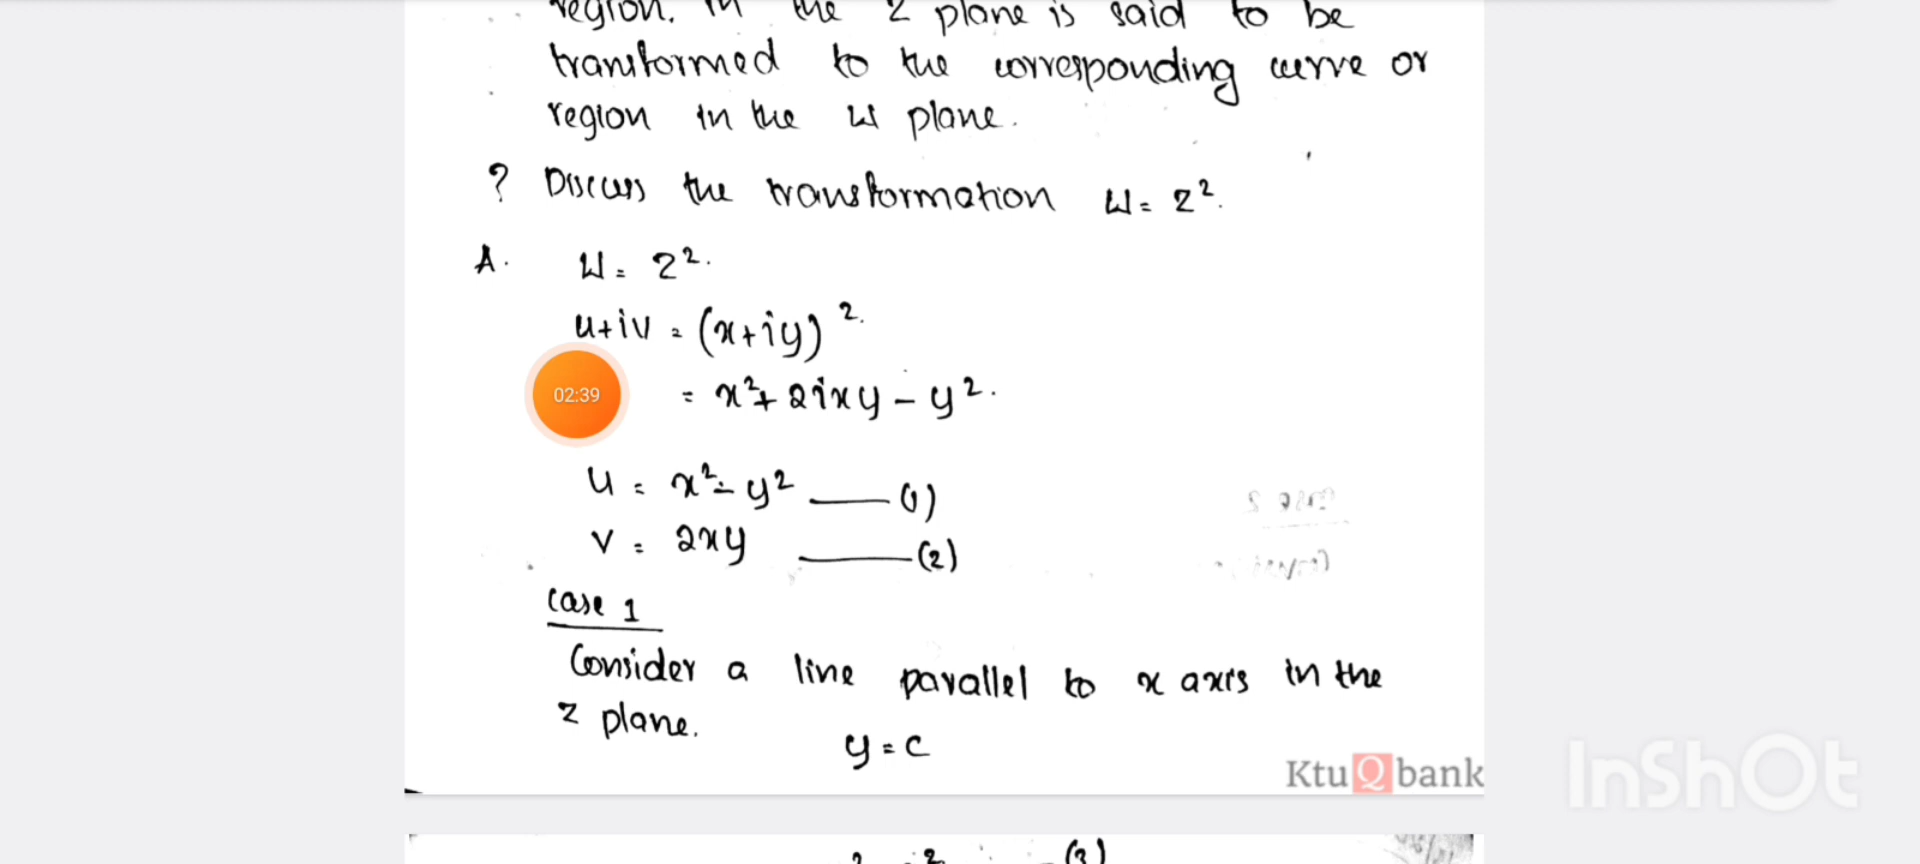 region. in the z plane is said to be
transformed to the corresponding curve or
region in the w plane.
? Discuss the transformation W = z².
A. W = z².
u+iv = (x+iy)².
02:39
= x²+ 2ixy - y².
u = x²- y² —— (1)
v = 2xy —— (2)
Case 1
Consider a line parallel to x axis in the
z plane.
y = c
KtuQbank
InShOt
(3)